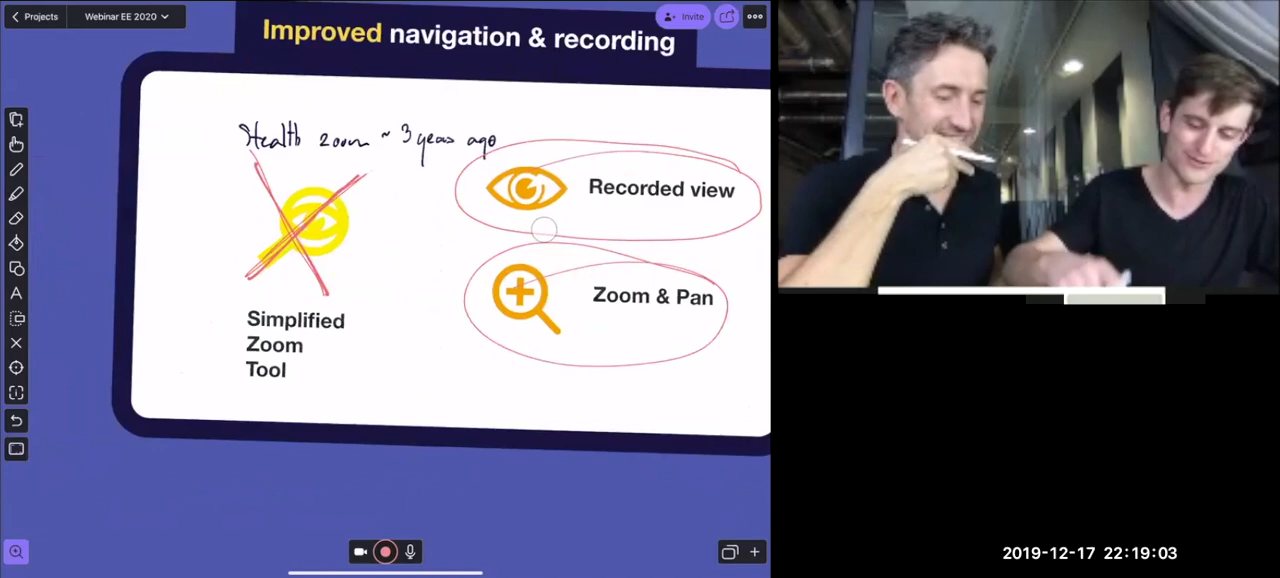 Projects
Webinar EE 2020
Invite
Improved navigation & recording
Stealth zoom ~ 3 years ago
Recorded view
Zoom & Pan
Simplified
Zoom
Tool
A
2019-12-17 22:19:03